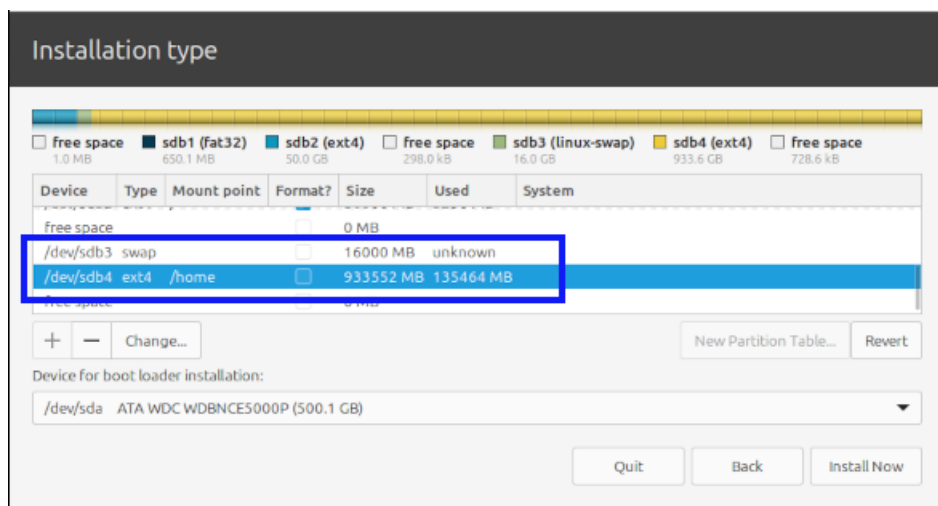 Installation type
free space sdb1 (fat32) sdb2 (ext4) free space sdb3 (linux-swap) sdb4 (ext4) free space
1.0 MB 650.1 MB 50.0 GB 298.0 kB 16.0 GB 933.6 GB 728.6 kB
Device Type Mount point Format? Size Used System
free space 0 MB
/dev/sdb3 swap 16000 MB unknown
/dev/sdb4 ext4 /home 933552 MB 135464 MB
free space 0 MB
+ − Change... New Partition Table... Revert
Device for boot loader installation:
/dev/sda ATA WDC WDBNCE5000P (500.1 GB)
Quit Back Install Now